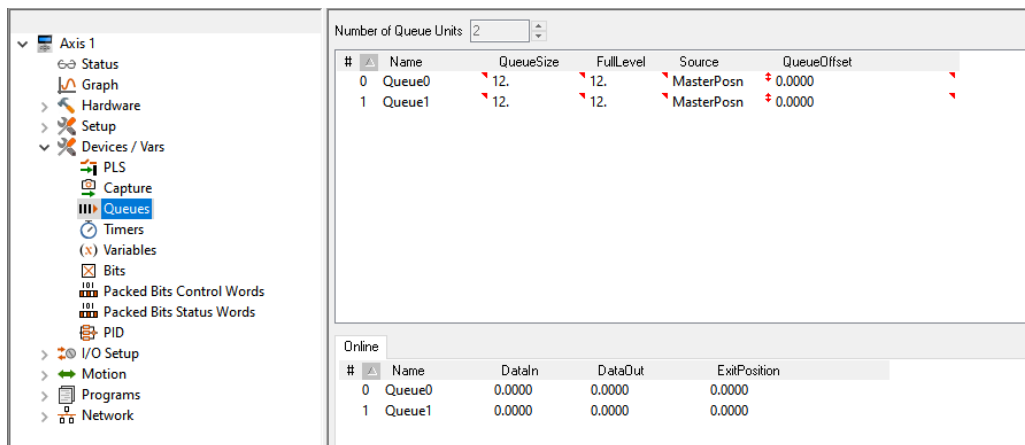 Axis 1
Status
Graph
Hardware
Setup
Devices / Vars
PLS
Capture
Queues
Timers
(x) Variables
Bits
Packed Bits Control Words
Packed Bits Status Words
PID
I/O Setup
Motion
Programs
Network
Number of Queue Units 2
# Name QueueSize FullLevel Source QueueOffset
0 Queue0 12. 12. MasterPosn 0.0000
1 Queue1 12. 12. MasterPosn 0.0000
Online
# Name DataIn DataOut ExitPosition
0 Queue0 0.0000 0.0000 0.0000
1 Queue1 0.0000 0.0000 0.0000